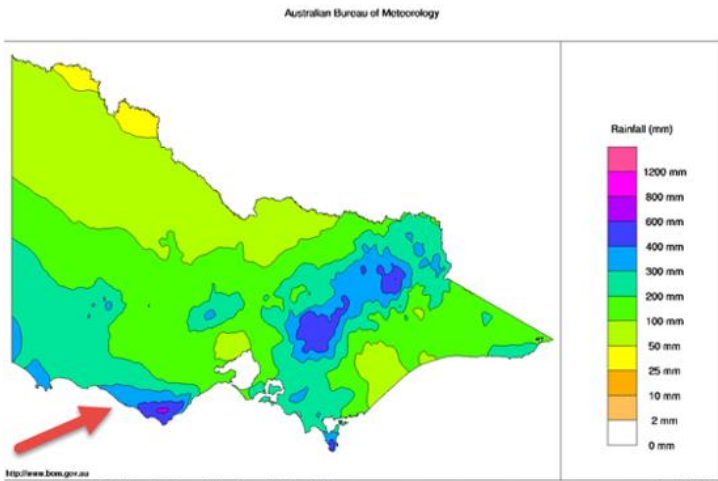 Australian Bureau of Meteorology
Rainfall (mm)
1200 mm
800 mm
600 mm
400 mm
300 mm
200 mm
100 mm
50 mm
25 mm
10 mm
2 mm
0 mm
http://www.bom.gov.au